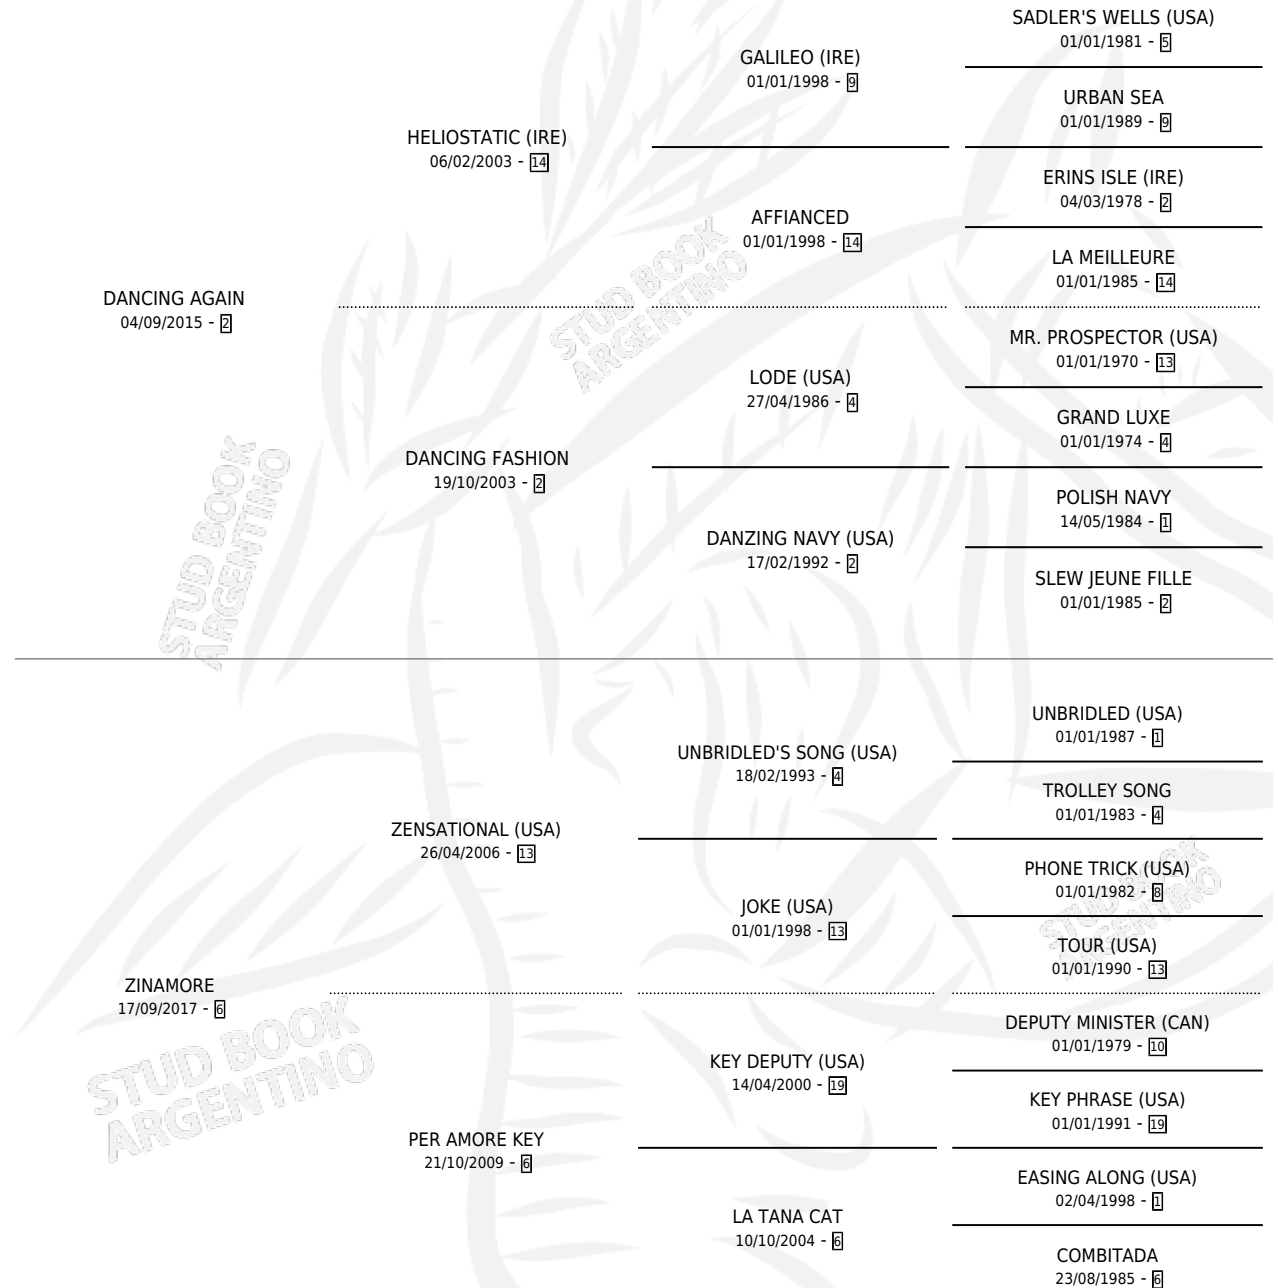 SADLER'S WELLS (USA)
01/01/1981 - 5
GALILEO (IRE)
01/01/1998 - 9
URBAN SEA
01/01/1989 - 9
HELIOSTATIC (IRE)
06/02/2003 - 14
ERINS ISLE (IRE)
04/03/1978 - 2
AFFIANCED
01/01/1998 - 14
LA MEILLEURE
01/01/1985 - 14
DANCING AGAIN
04/09/2015 - 2
MR. PROSPECTOR (USA)
01/01/1970 - 13
LODE (USA)
27/04/1986 - 4
GRAND LUXE
01/01/1974 - 4
DANCING FASHION
19/10/2003 - 2
POLISH NAVY
14/05/1984 - 1
DANZING NAVY (USA)
17/02/1992 - 2
SLEW JEUNE FILLE
01/01/1985 - 2
STUD BOOK
ARGENTINO
STUD BOOK
ARGENTINO
UNBRIDLED (USA)
01/01/1987 - 1
UNBRIDLED'S SONG (USA)
18/02/1993 - 4
TROLLEY SONG
01/01/1983 - 4
ZENSATIONAL (USA)
26/04/2006 - 13
PHONE TRICK (USA)
01/01/1982 - 8
JOKE (USA)
01/01/1998 - 13
TOUR (USA)
01/01/1990 - 13
ZINAMORE
17/09/2017 - 6
DEPUTY MINISTER (CAN)
01/01/1979 - 10
KEY DEPUTY (USA)
14/04/2000 - 19
KEY PHRASE (USA)
01/01/1991 - 19
PER AMORE KEY
21/10/2009 - 6
EASING ALONG (USA)
02/04/1998 - 1
LA TANA CAT
10/10/2004 - 6
COMBITADA
23/08/1985 - 6
STUD BOOK
ARGENTINO
STUD BOOK
ARGENTINO